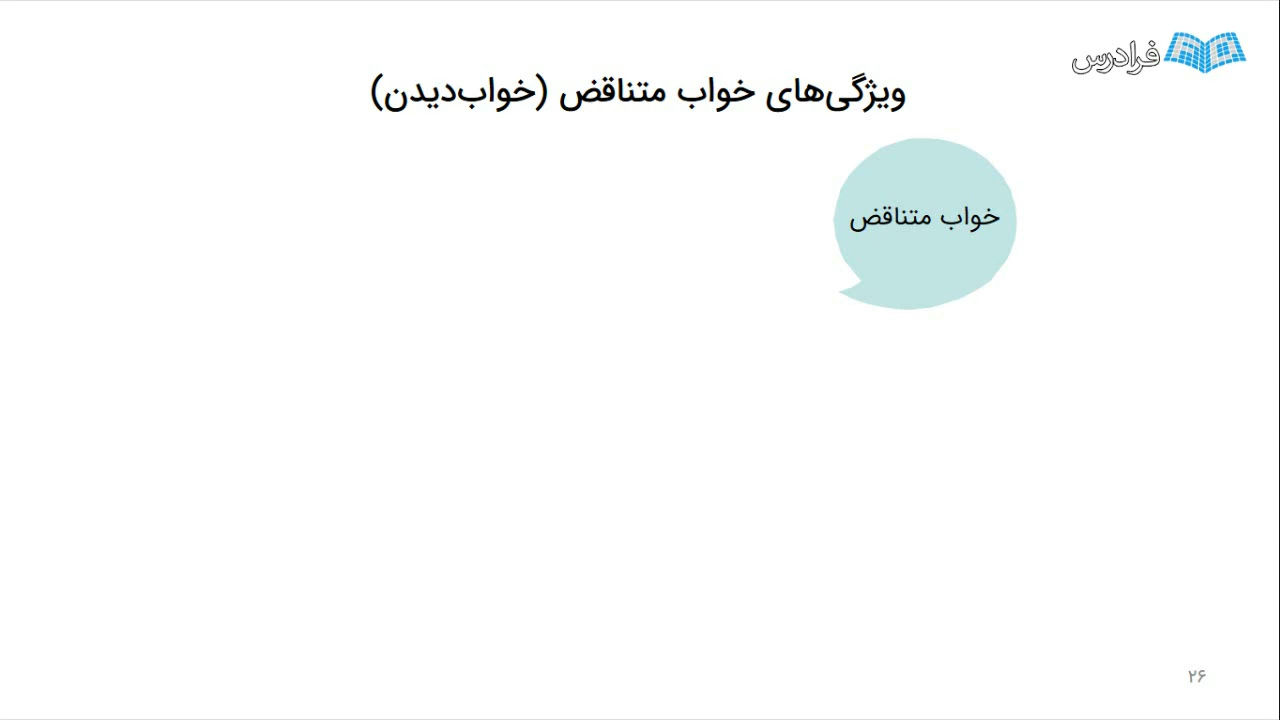 فرادرس
ویژگی‌های خواب متناقض (خواب‌دیدن)
خواب متناقض
۲۶